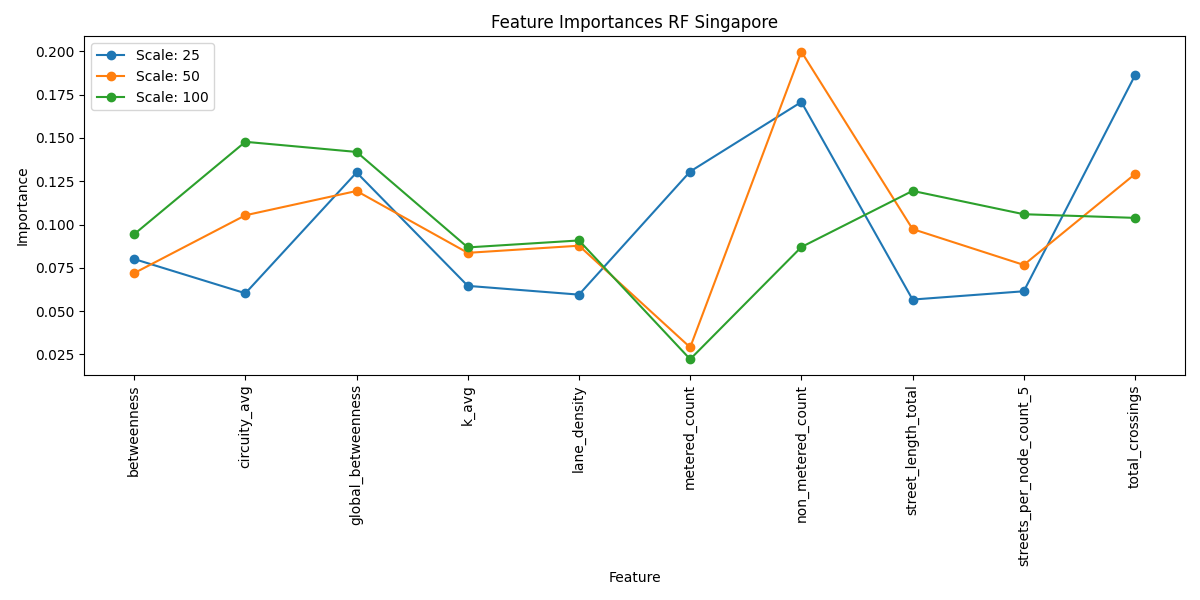 Feature Importances RF Singapore
Scale: 25
Scale: 50
Scale: 100
Importance
0.200
0.175
0.150
0.125
0.100
0.075
0.050
0.025
betweenness
circuity_avg
global_betweenness
k_avg
lane_density
metered_count
non_metered_count
street_length_total
streets_per_node_count_5
total_crossings
Feature